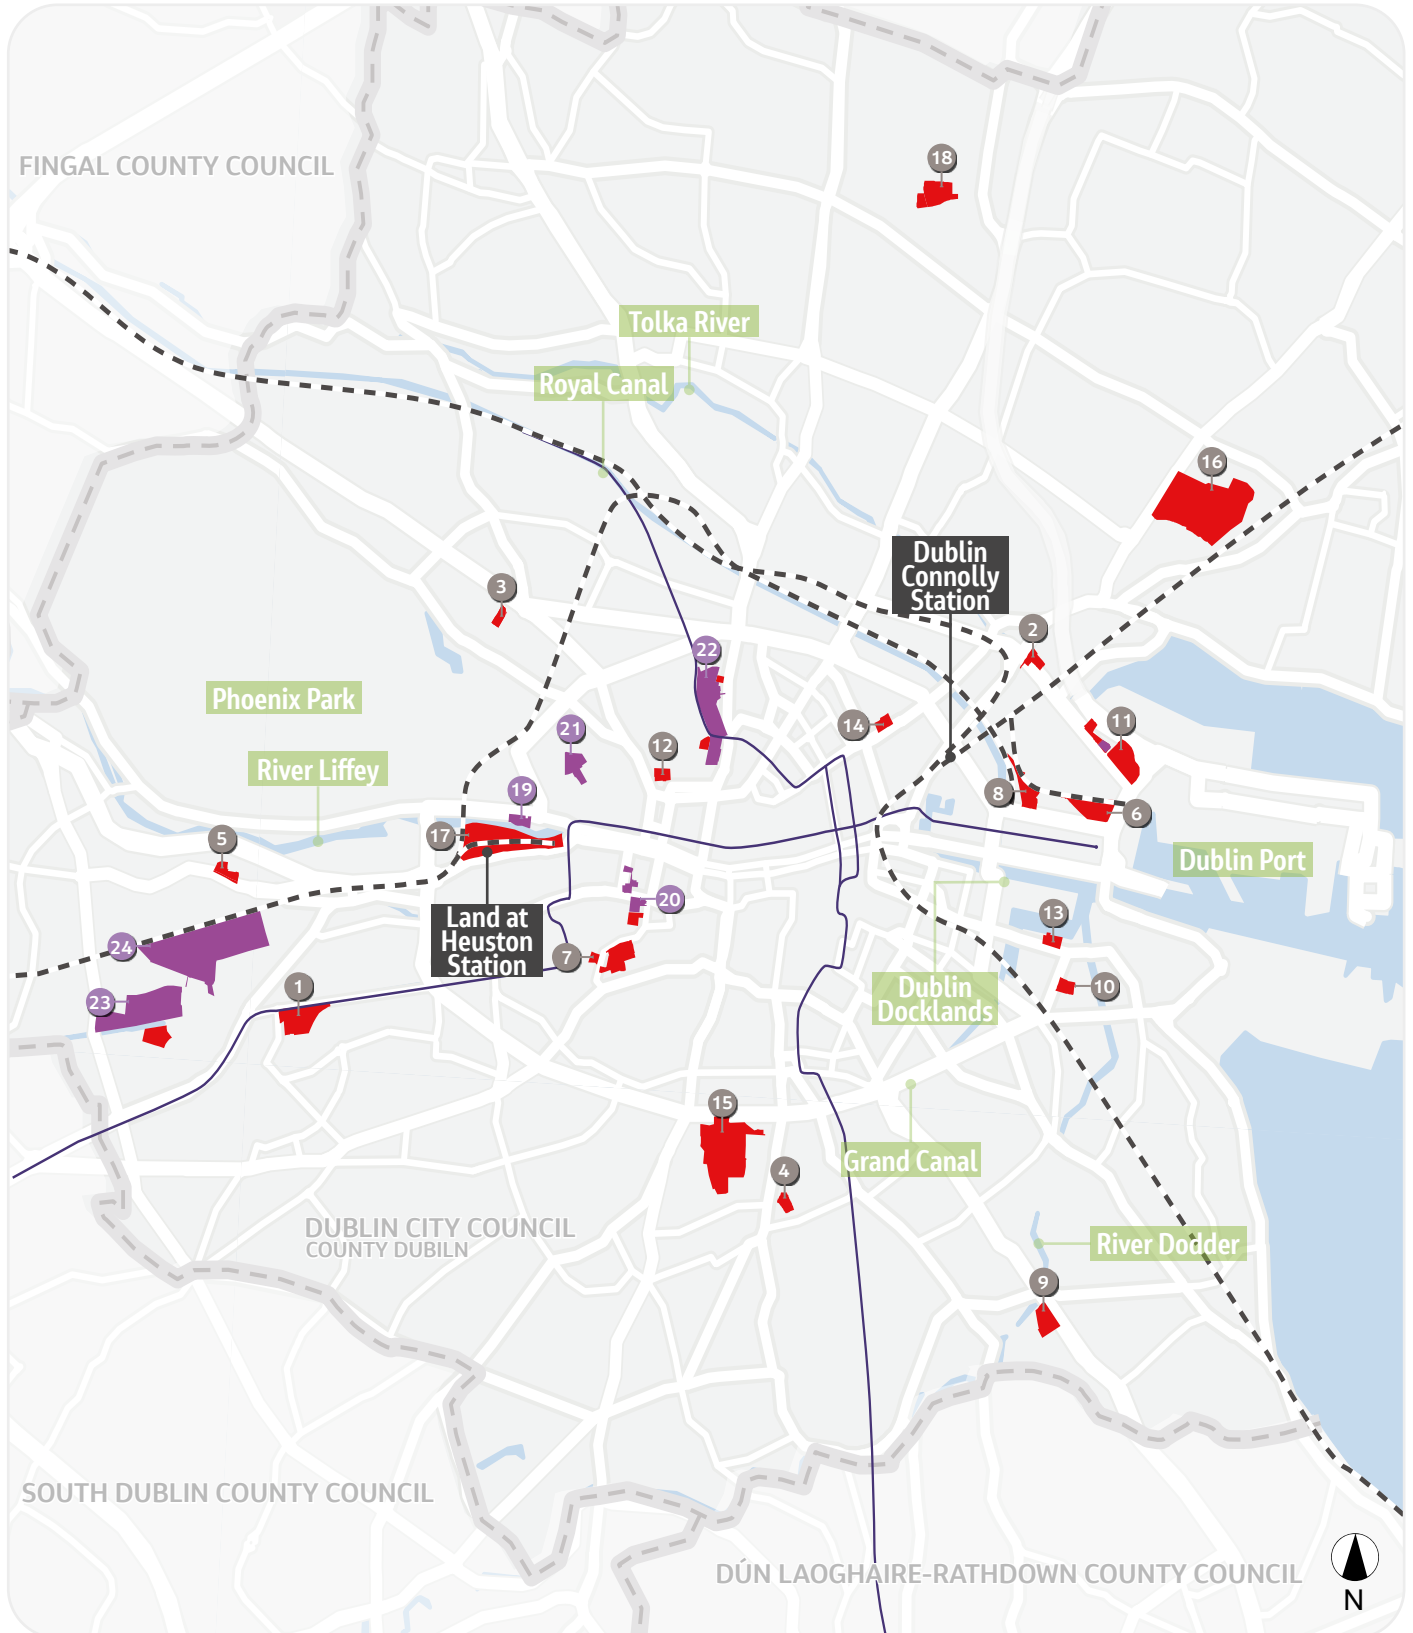 18
FINGAL COUNTY COUNCIL
Tolka River
Royal Canal
16
Dublin
Connolly
Station
3
2
22
Phoenix Park
14
11
21
12
River Liffey
19
8
6
17
5
Dublin Port
20
13
Land at
Heuston
Station
24
7
Dublin
Docklands
10
1
23
15
4
Grand Canal
DUBLIN CITY COUNCIL
COUNTY DUBILN
River Dodder
9
SOUTH DUBLIN COUNTY COUNCIL
DÚN LAOGHAIRE-RATHDOWN COUNTY COUNCIL
N